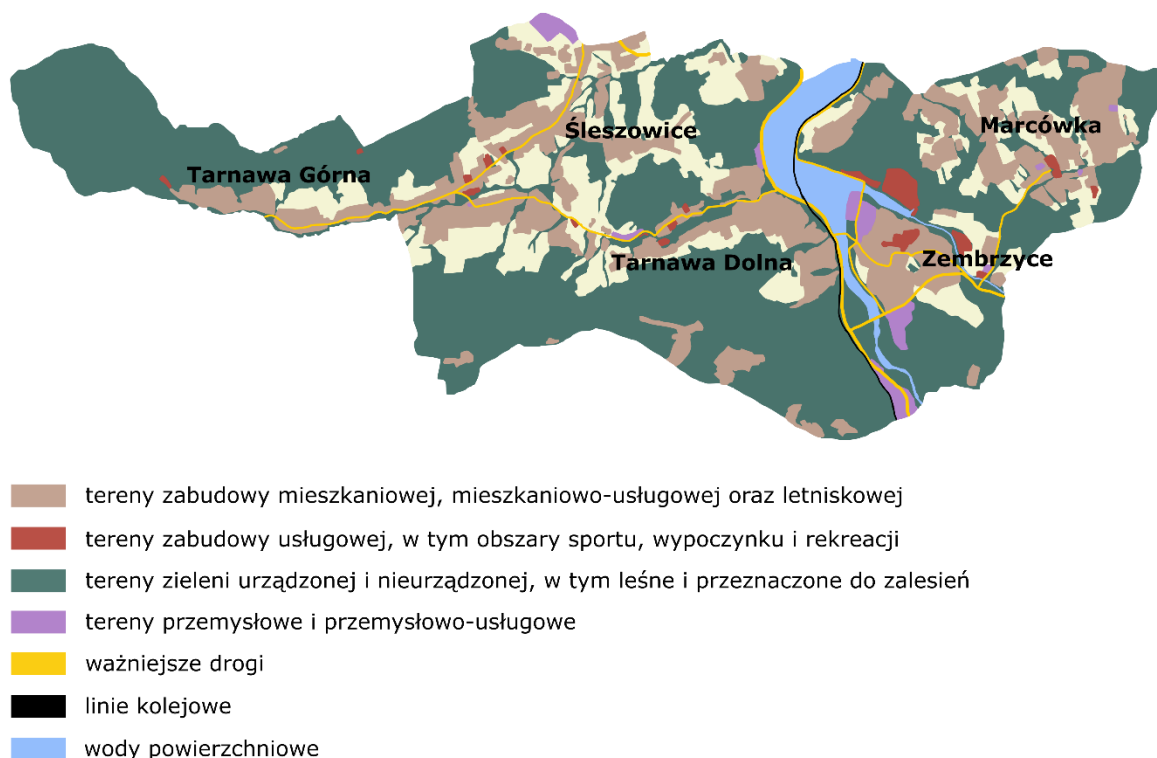 Śleszowice
Marcówka
Tarnawa Górna
Tarnawa Dolna
Zembrzyce
tereny zabudowy mieszkaniowej, mieszkaniowo-usługowej oraz letniskowej
tereny zabudowy usługowej, w tym obszary sportu, wypoczynku i rekreacji
tereny zieleni urządzonej i nieurządzonej, w tym leśne i przeznaczone do zalesień
tereny przemysłowe i przemysłowo-usługowe
ważniejsze drogi
linie kolejowe
wody powierzchniowe